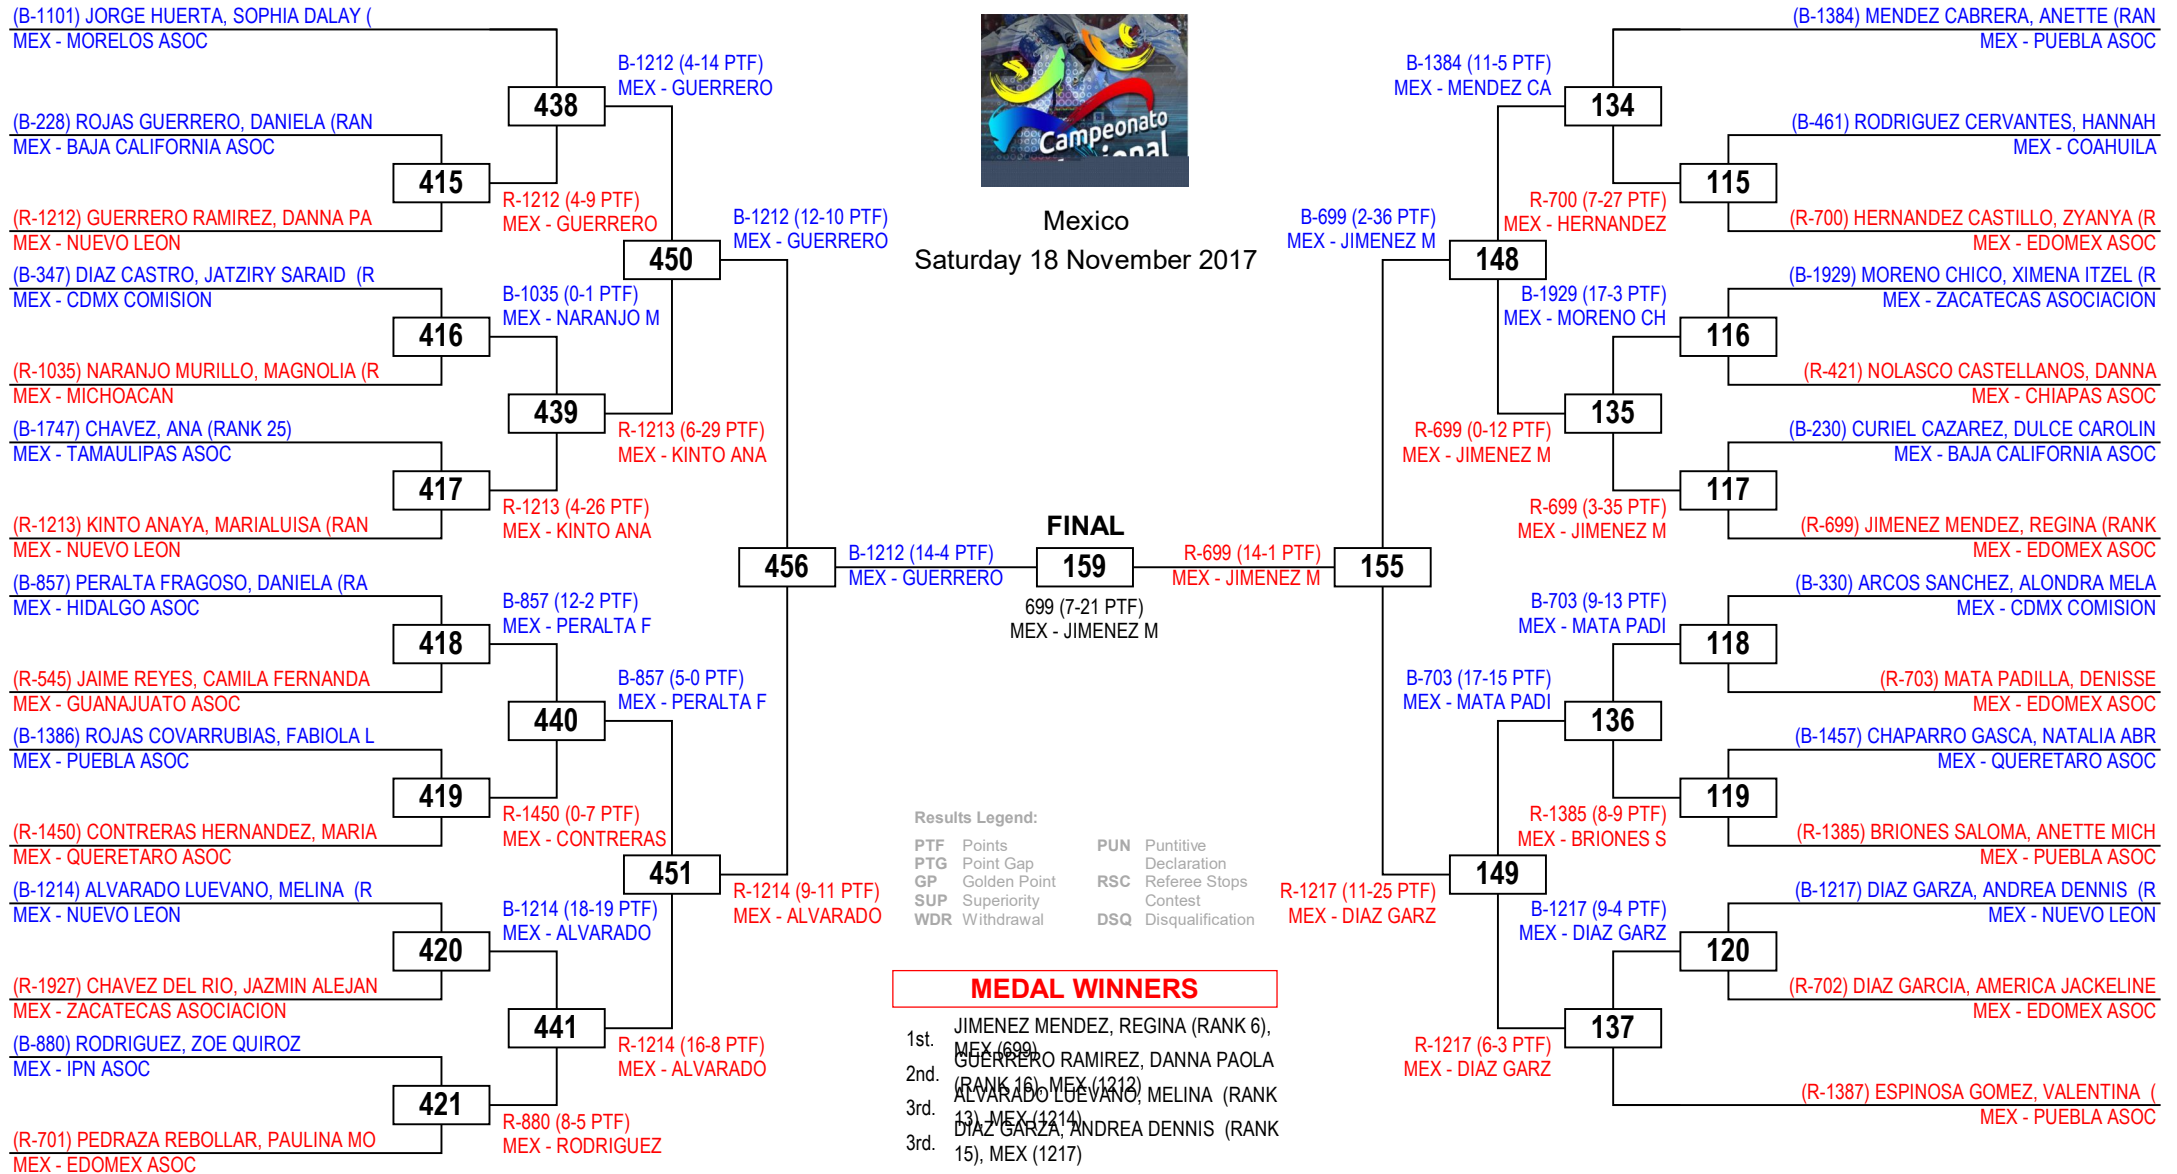 (B-1101) JORGE HUERTA, SOPHIA DALAY (
MEX - MORELOS ASOC
(B-228) ROJAS GUERRERO, DANIELA (RAN
MEX - BAJA CALIFORNIA ASOC
(R-1212) GUERRERO RAMIREZ, DANNA PA
MEX - NUEVO LEON
(B-347) DIAZ CASTRO, JATZIRY SARAID (R
MEX - CDMX COMISION
(R-1035) NARANJO MURILLO, MAGNOLIA (R
MEX - MICHOACAN
(B-1747) CHAVEZ, ANA (RANK 25)
MEX - TAMAULIPAS ASOC
(R-1213) KINTO ANAYA, MARIALUISA (RAN
MEX - NUEVO LEON
(B-857) PERALTA FRAGOSO, DANIELA (RA
MEX - HIDALGO ASOC
(R-545) JAIME REYES, CAMILA FERNANDA
MEX - GUANAJUATO ASOC
(B-1386) ROJAS COVARRUBIAS, FABIOLA L
MEX - PUEBLA ASOC
(R-1450) CONTRERAS HERNANDEZ, MARIA
MEX - QUERETARO ASOC
(B-1214) ALVARADO LUEVANO, MELINA (R
MEX - NUEVO LEON
(R-1927) CHAVEZ DEL RIO, JAZMIN ALEJAN
MEX - ZACATECAS ASOCIACION
(B-880) RODRIGUEZ, ZOE QUIROZ
MEX - IPN ASOC
(R-701) PEDRAZA REBOLLAR, PAULINA MO
MEX - EDOMEX ASOC
415
416
417
418
419
420
421
R-1212 (4-9 PTF)
MEX - GUERRERO
B-1035 (0-1 PTF)
MEX - NARANJO M
R-1213 (4-26 PTF)
MEX - KINTO ANA
B-857 (12-2 PTF)
MEX - PERALTA F
R-1450 (0-7 PTF)
MEX - CONTRERAS
B-1214 (18-19 PTF)
MEX - ALVARADO
R-880 (8-5 PTF)
MEX - RODRIGUEZ
438
439
440
441
B-1212 (4-14 PTF)
MEX - GUERRERO
R-1213 (6-29 PTF)
MEX - KINTO ANA
B-857 (5-0 PTF)
MEX - PERALTA F
R-1214 (16-8 PTF)
MEX - ALVARADO
450
451
B-1212 (12-10 PTF)
MEX - GUERRERO
R-1214 (9-11 PTF)
MEX - ALVARADO
456
B-1212 (14-4 PTF)
MEX - GUERRERO
Campeonato
Mexico
Saturday 18 November 2017
FINAL
159
699 (7-21 PTF)
MEX - JIMENEZ M
R-699 (14-1 PTF)
MEX - JIMENEZ M
155
B-699 (2-36 PTF)
MEX - JIMENEZ M
R-1217 (11-25 PTF)
MEX - DIAZ GARZ
148
149
B-1384 (11-5 PTF)
MEX - MENDEZ CA
R-699 (0-12 PTF)
MEX - JIMENEZ M
B-703 (17-15 PTF)
MEX - MATA PADI
R-1217 (6-3 PTF)
MEX - DIAZ GARZ
134
135
136
137
R-700 (7-27 PTF)
MEX - HERNANDEZ
B-1929 (17-3 PTF)
MEX - MORENO CH
R-699 (3-35 PTF)
MEX - JIMENEZ M
B-703 (9-13 PTF)
MEX - MATA PADI
R-1385 (8-9 PTF)
MEX - BRIONES S
B-1217 (9-4 PTF)
MEX - DIAZ GARZ
115
116
117
118
119
120
(B-1384) MENDEZ CABRERA, ANETTE (RAN
MEX - PUEBLA ASOC
(B-461) RODRIGUEZ CERVANTES, HANNAH
MEX - COAHUILA
(R-700) HERNANDEZ CASTILLO, ZYANYA (R
MEX - EDOMEX ASOC
(B-1929) MORENO CHICO, XIMENA ITZEL (R
MEX - ZACATECAS ASOCIACION
(R-421) NOLASCO CASTELLANOS, DANNA
MEX - CHIAPAS ASOC
(B-230) CURIEL CAZAREZ, DULCE CAROLIN
MEX - BAJA CALIFORNIA ASOC
(R-699) JIMENEZ MENDEZ, REGINA (RANK
MEX - EDOMEX ASOC
(B-330) ARCOS SANCHEZ, ALONDRA MELA
MEX - CDMX COMISION
(R-703) MATA PADILLA, DENISSE
MEX - EDOMEX ASOC
(B-1457) CHAPARRO GASCA, NATALIA ABR
MEX - QUERETARO ASOC
(R-1385) BRIONES SALOMA, ANETTE MICH
MEX - PUEBLA ASOC
(B-1217) DIAZ GARZA, ANDREA DENNIS (R
MEX - NUEVO LEON
(R-702) DIAZ GARCIA, AMERICA JACKELINE
MEX - EDOMEX ASOC
(R-1387) ESPINOSA GOMEZ, VALENTINA (
MEX - PUEBLA ASOC
Results Legend:
PTF Points
PTG Point Gap
GP Golden Point
SUP Superiority
WDR Withdrawal
PUN Puntitive
Declaration
RSC Referee Stops
Contest
DSQ Disqualification
MEDAL WINNERS
1st. JIMENEZ MENDEZ, REGINA (RANK 6),
MEX (699)
2nd. GUERRERO RAMIREZ, DANNA PAOLA
(RANK 16), MEX (1212)
3rd. ALVARADO LUEVANO, MELINA (RANK
13), MEX (1214)
3rd. DIAZ GARZA, ANDREA DENNIS (RANK
15), MEX (1217)